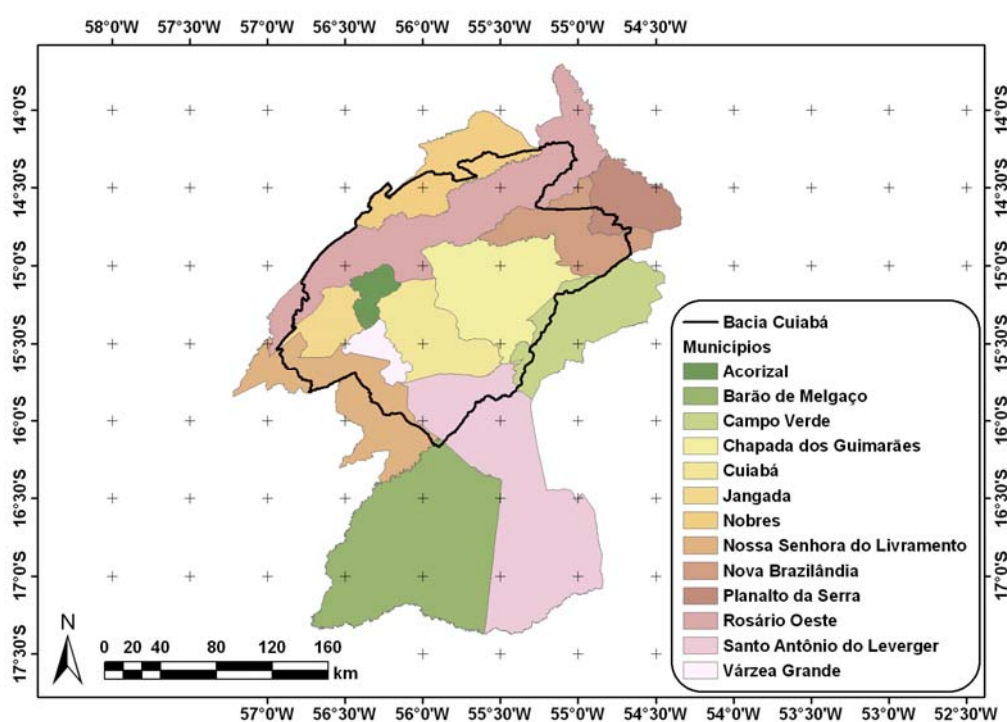 58°0'W 57°30'W 57°0'W 56°30'W 56°0'W 55°30'W 55°0'W 54°30'W
14°0'S 14°0'S
14°30'S 14°30'S
15°0'S 15°0'S
15°30'S 15°30'S
16°0'S 16°0'S
16°30'S 16°30'S
17°0'S 17°0'S
17°30'S 17°30'S
Bacia Cuiabá
Municípios
Acorizal
Barão de Melgaço
Campo Verde
Chapada dos Guimarães
Cuiabá
Jangada
Nobres
Nossa Senhora do Livramento
Nova Brazilândia
Planalto da Serra
Rosário Oeste
Santo Antônio do Leverger
Várzea Grande
N
0 20 40 80 120 160
km
57°0'W 56°30'W 56°0'W 55°30'W 55°0'W 54°30'W 54°0'W 53°30'W 53°0'W 52°30'W